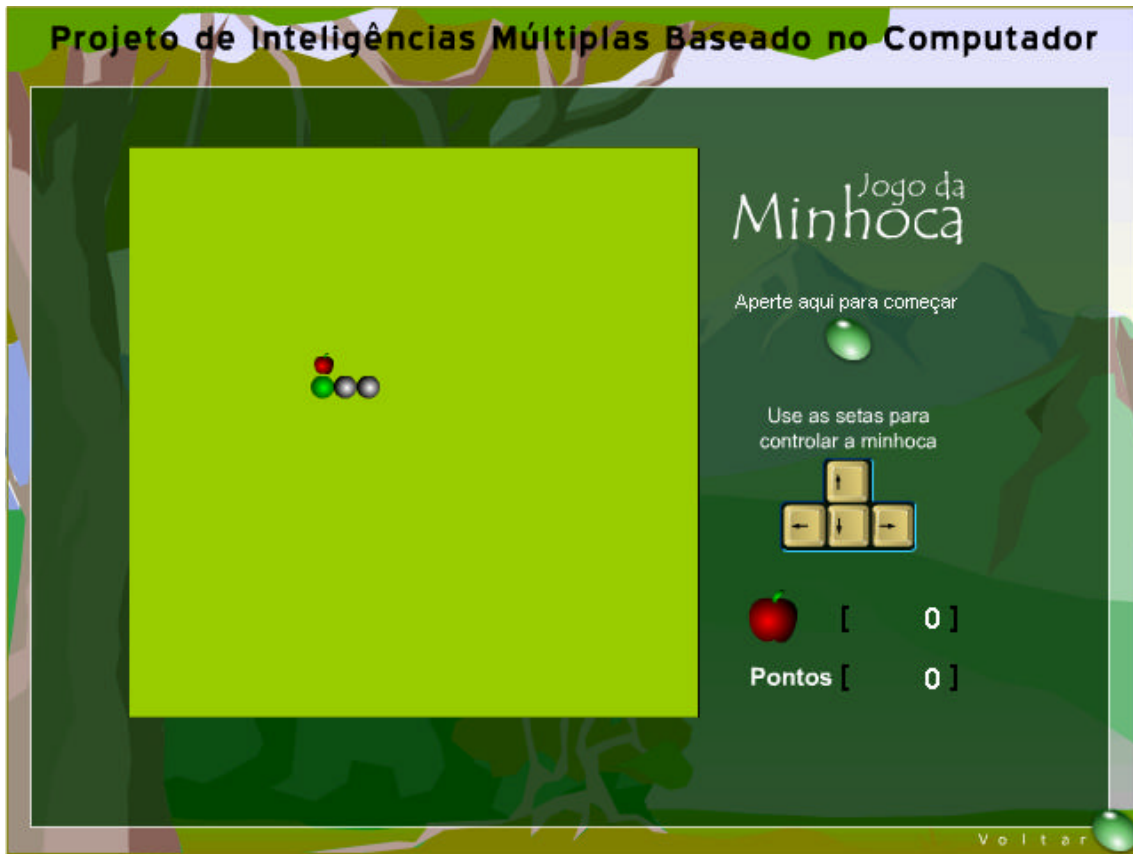 Projeto de Inteligências Múltiplas Baseado no Computador
Jogo da
Minhoca
Aperte aqui para começar
Use as setas para
controlar a minhoca
↑
← ↓ →
[ 0 ]
Pontos [ 0 ]
Voltar